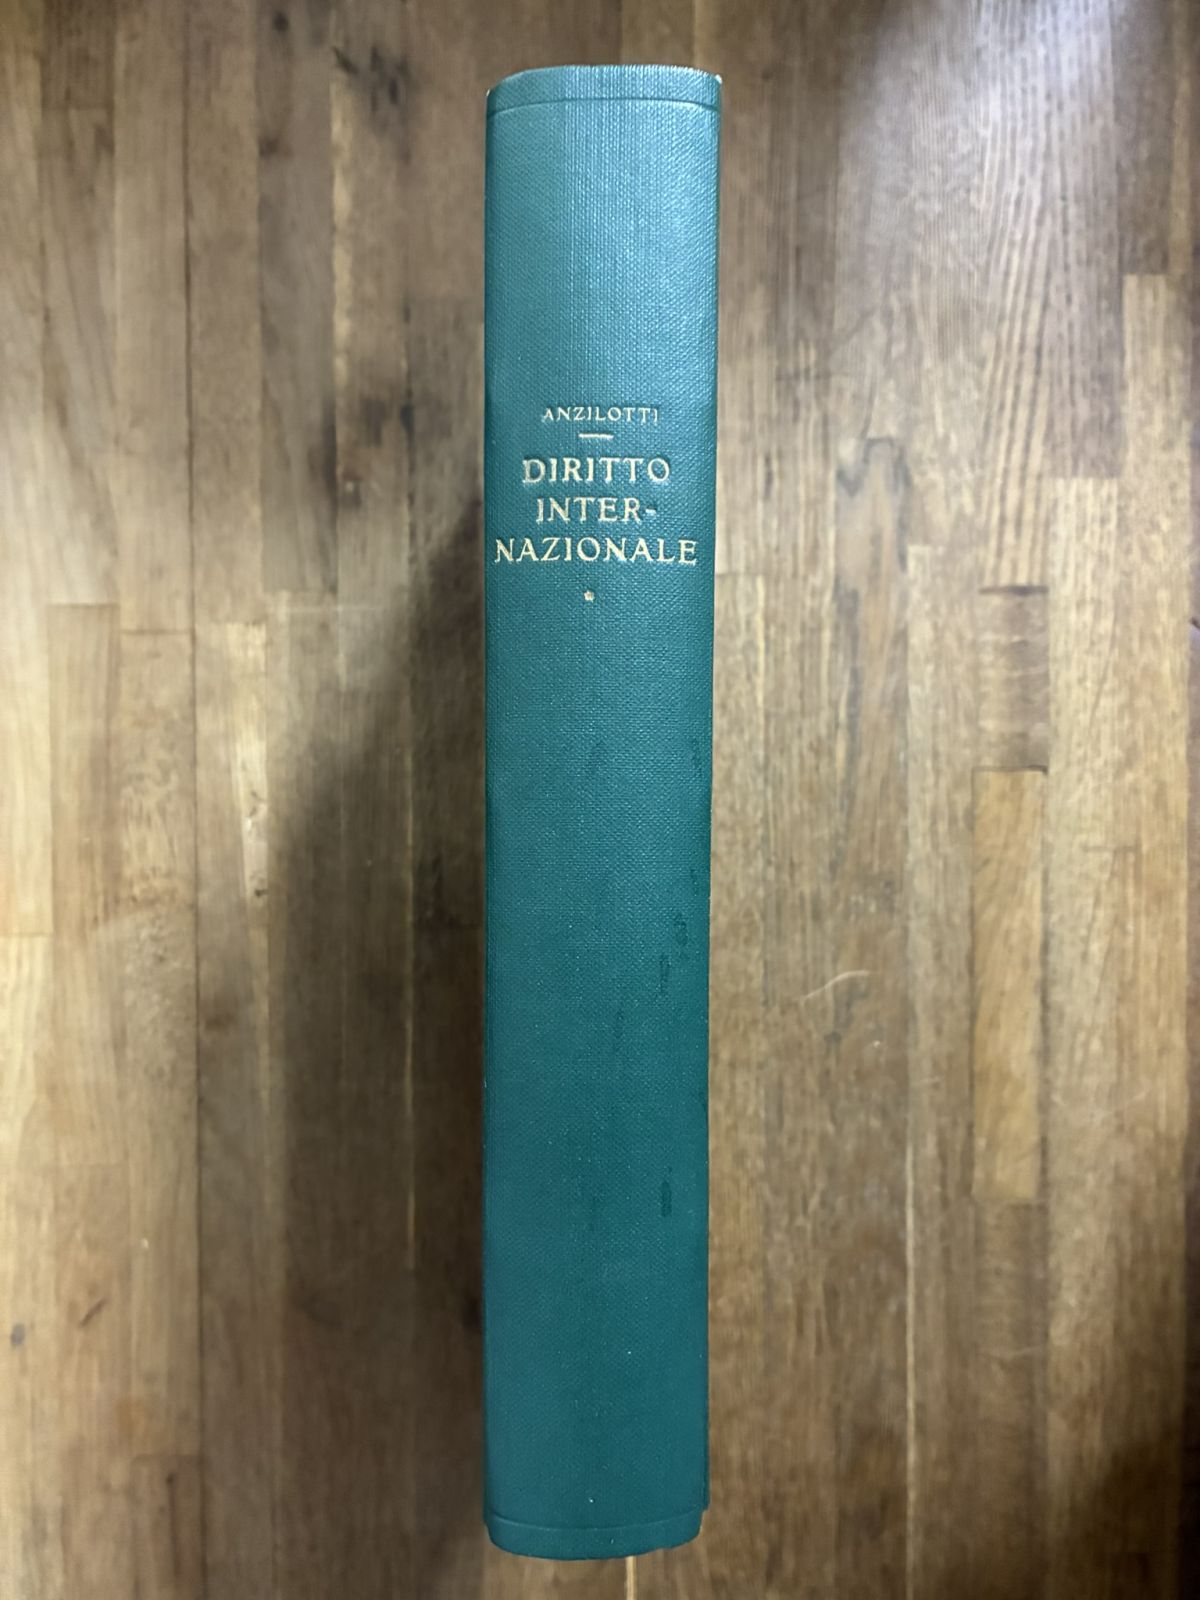 ANZILOTTI
DIRITTO
INTER-
NAZIONALE
*